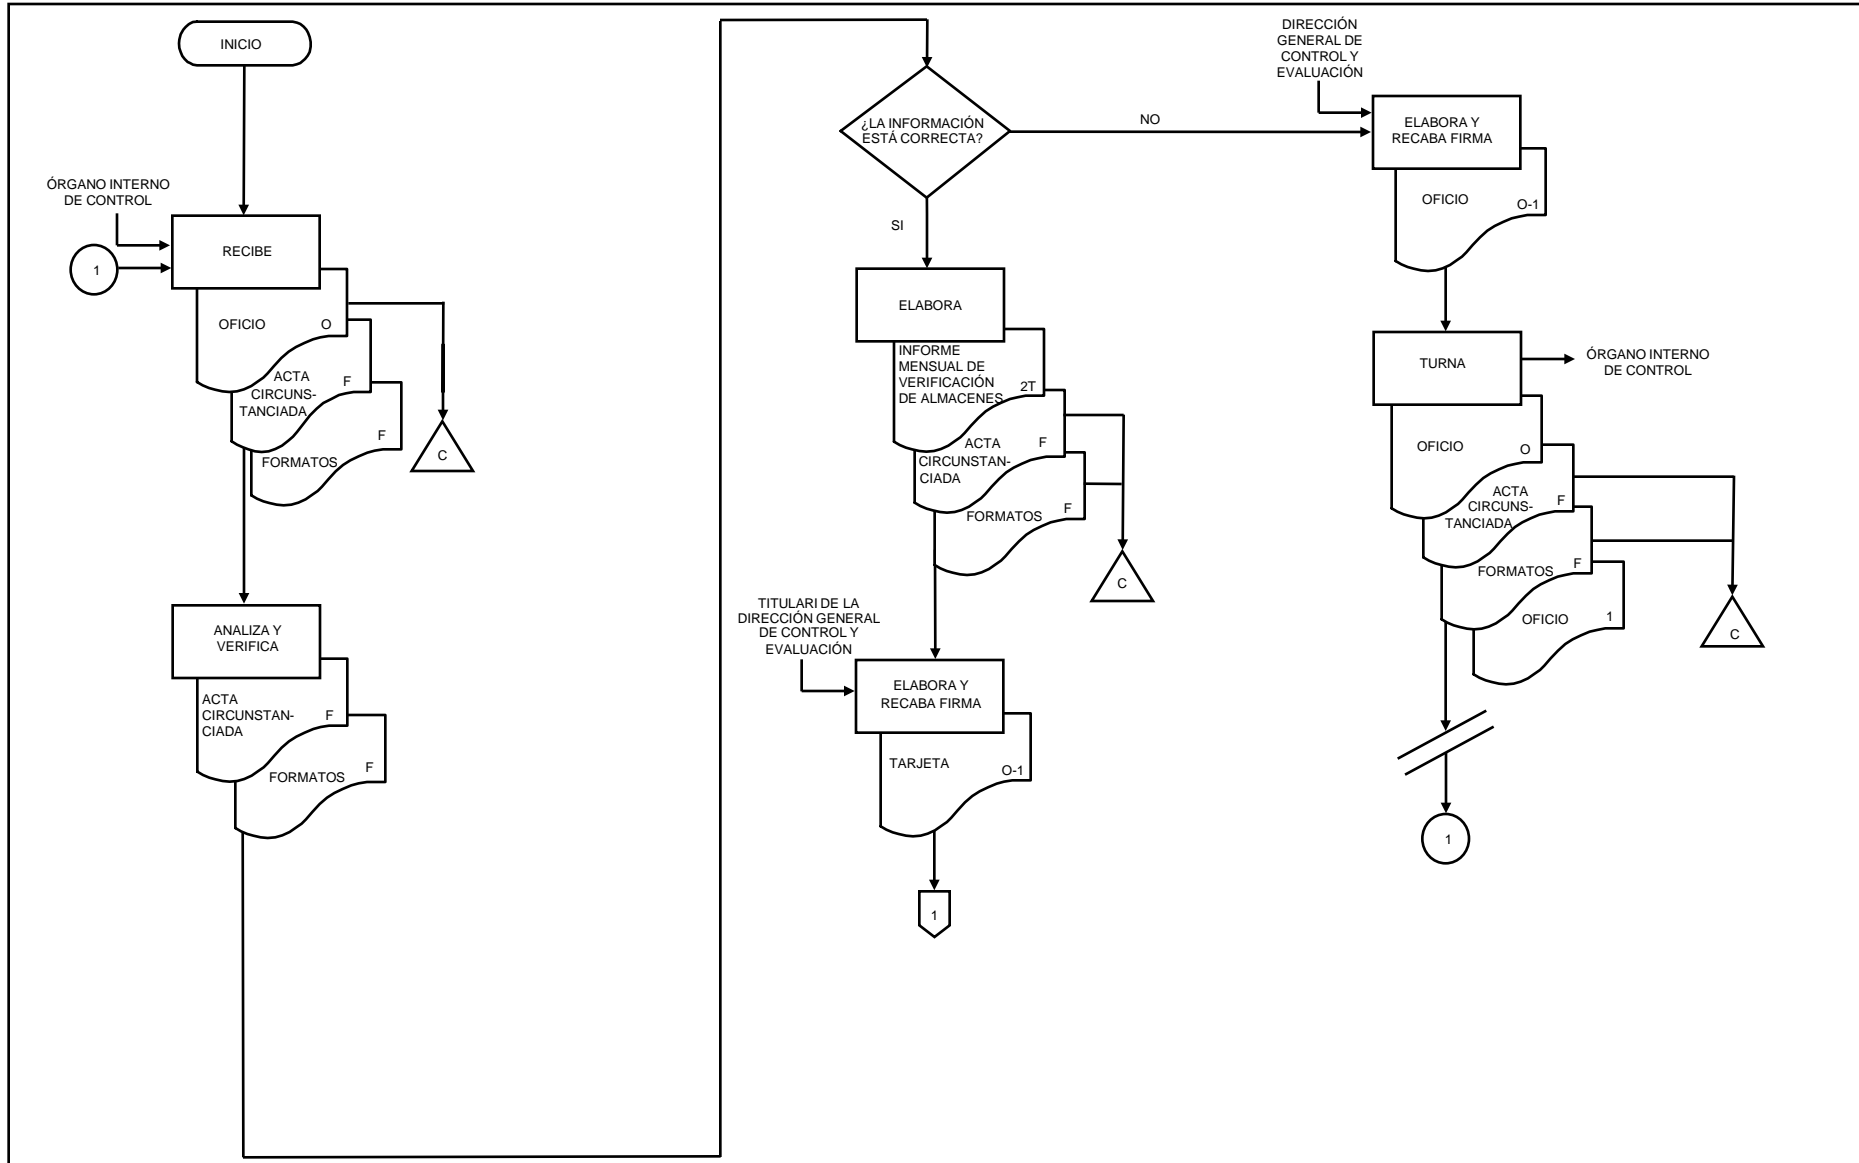 INICIO
ÓRGANO INTERNO
DE CONTROL
1
RECIBE
OFICIO
O
ACTA
CIRCUNS-
TANCIADA
F
FORMATOS
F
C
ANALIZA Y
VERIFICA
ACTA
CIRCUNSTAN-
CIADA
F
FORMATOS
F
¿LA INFORMACIÓN
ESTÁ CORRECTA?
NO
SI
ELABORA
INFORME
MENSUAL DE
VERIFICACIÓN
DE ALMACENES
2T
ACTA
CIRCUNSTAN-
CIADA
F
FORMATOS
F
C
TITULARI DE LA
DIRECCIÓN GENERAL
DE CONTROL Y
EVALUACIÓN
ELABORA Y
RECABA FIRMA
TARJETA
O-1
1
DIRECCIÓN
GENERAL DE
CONTROL Y
EVALUACIÓN
ELABORA Y
RECABA FIRMA
OFICIO
O-1
TURNA
ÓRGANO INTERNO
DE CONTROL
OFICIO
O
ACTA
CIRCUNS-
TANCIADA
F
FORMATOS
F
OFICIO
1
C
1